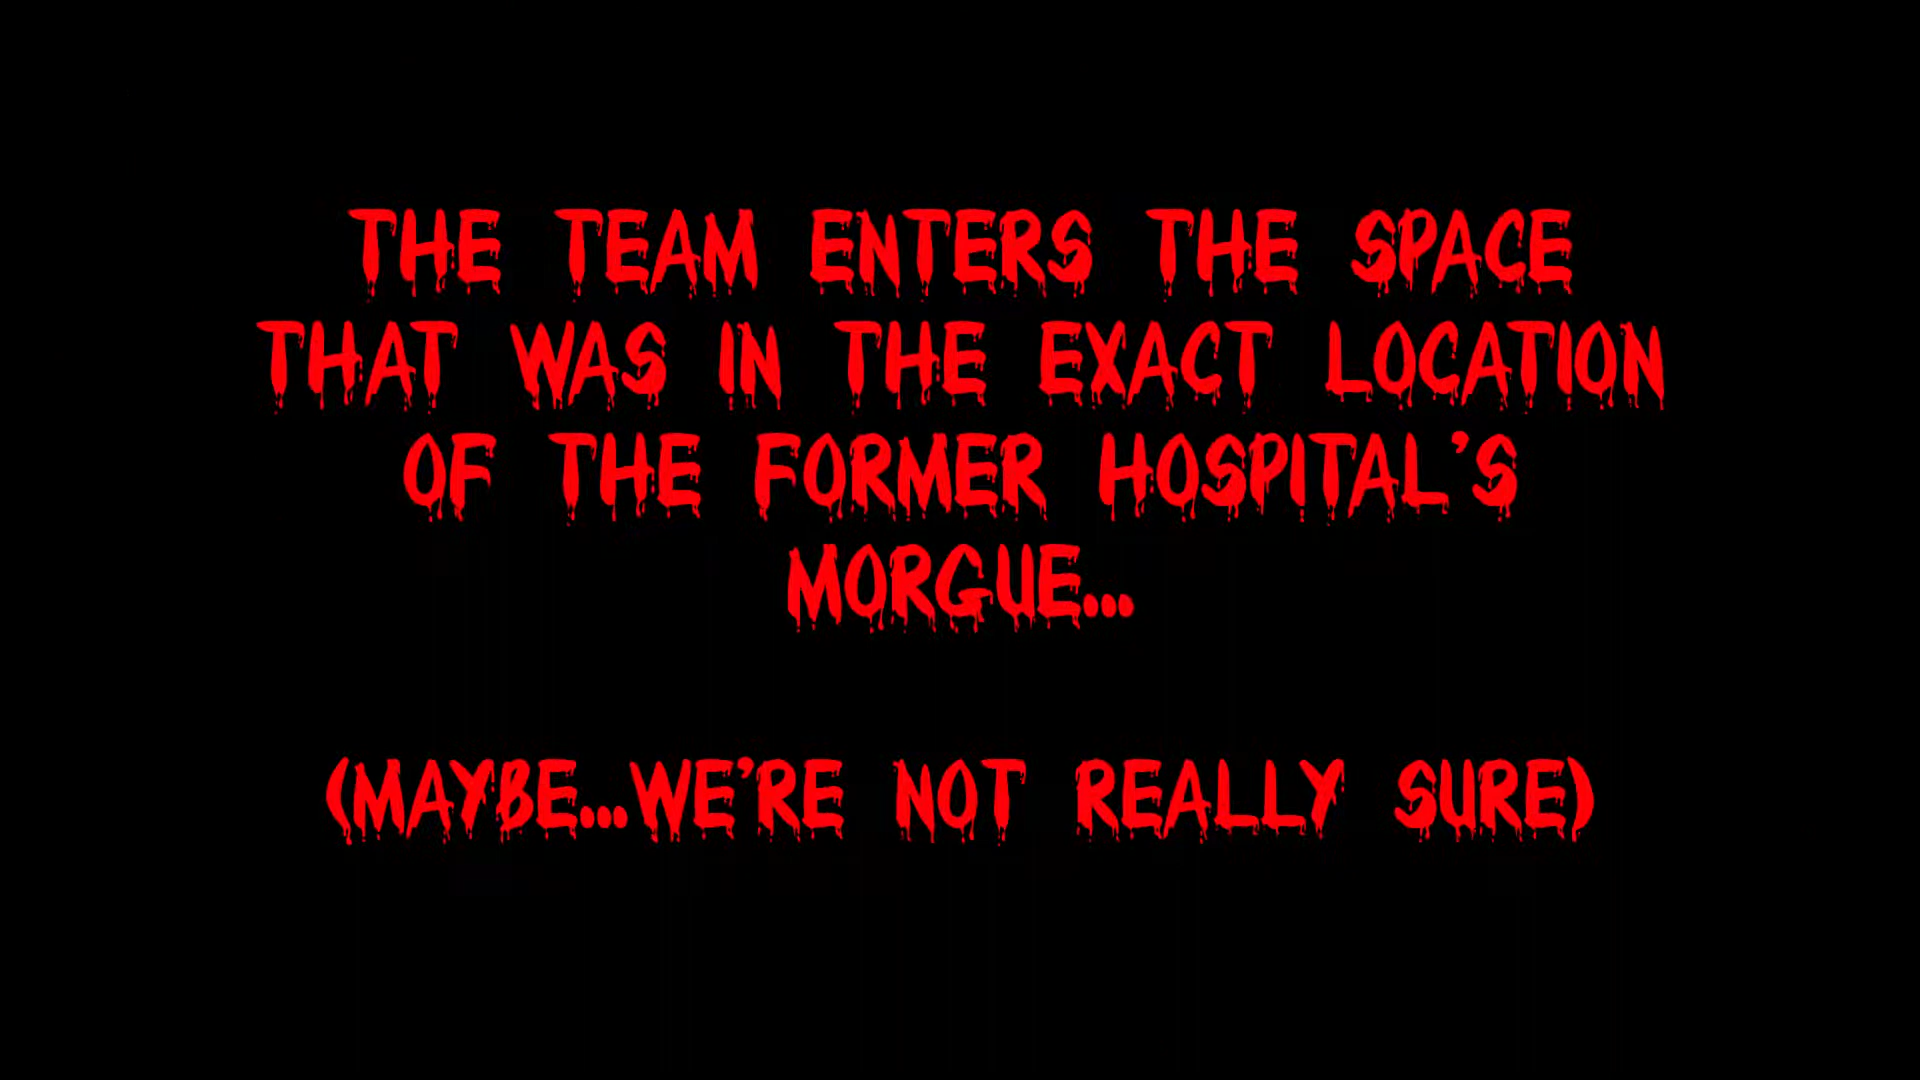 THE TEAM ENTERS THE SPACE
THAT WAS IN THE EXACT LOCATION
OF THE FORMER HOSPITAL'S
MORGUE...
(MAYBE...WE'RE NOT REALLY SURE)